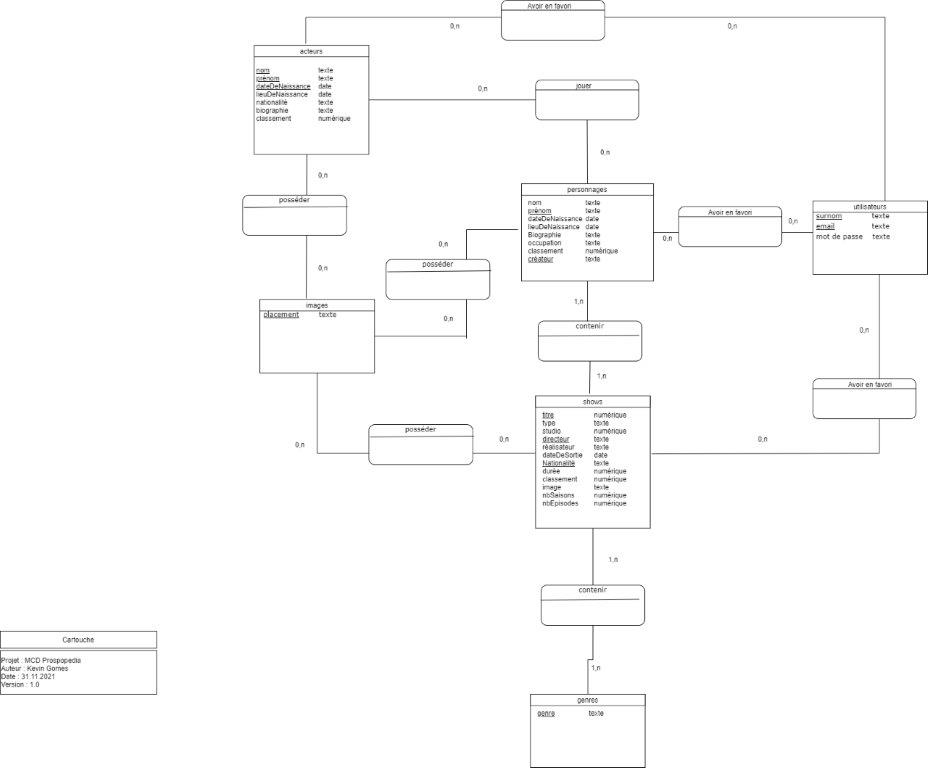 Avoir en favori
0,n
0,n
acteurs
nom texte
prénom texte
dateDeNaissance date
lieuDeNaissance date
nationalité texte
biographie texte
classement numérique
0,n
jouer
0,n
0,n
posséder
0,n
personnages
nom texte
prénom texte
dateDeNaissance date
lieuDeNaissance date
Biographie texte
occupation texte
classement numérique
créateur texte
0,n
Avoir en favori
0,n
utilisateurs
surnom texte
email texte
mot de passe texte
0,n
posséder
0,n
images
placement texte
1,n
contenir
1,n
0,n
Avoir en favori
0,n
shows
titre numérique
type texte
studio numérique
directeur texte
réalisateur texte
dateDeSortie date
Nationalité texte
durée numérique
classement numérique
image texte
nbSaisons numérique
nbEpisodes numérique
0,n
posséder
0,n
1,n
contenir
1,n
genres
genre texte
Cartouche
Projet : MCD Prospopedia
Auteur : Kevin Gomes
Date : 31.11.2021
Version : 1.0